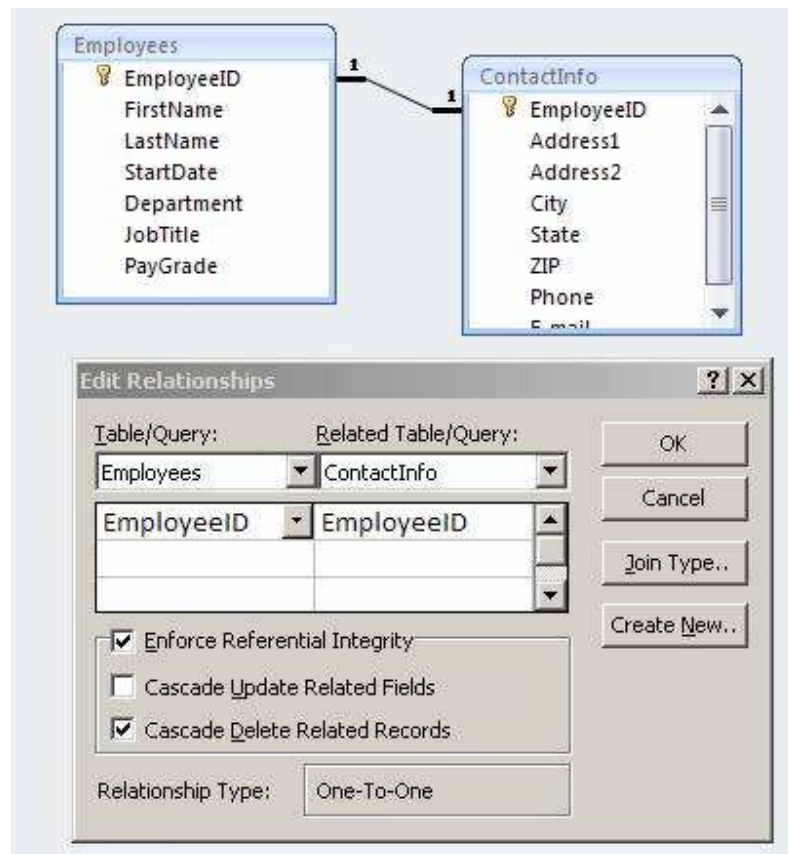 Employees
EmployeeID
FirstName
LastName
StartDate
Department
JobTitle
PayGrade
1
1
ContactInfo
EmployeeID
Address1
Address2
City
State
ZIP
Phone
E-mail
Edit Relationships
Table/Query: Related Table/Query:
Employees ContactInfo
EmployeeID EmployeeID
Enforce Referential Integrity
Cascade Update Related Fields
Cascade Delete Related Records
Relationship Type: One-To-One
OK
Cancel
Join Type..
Create New..